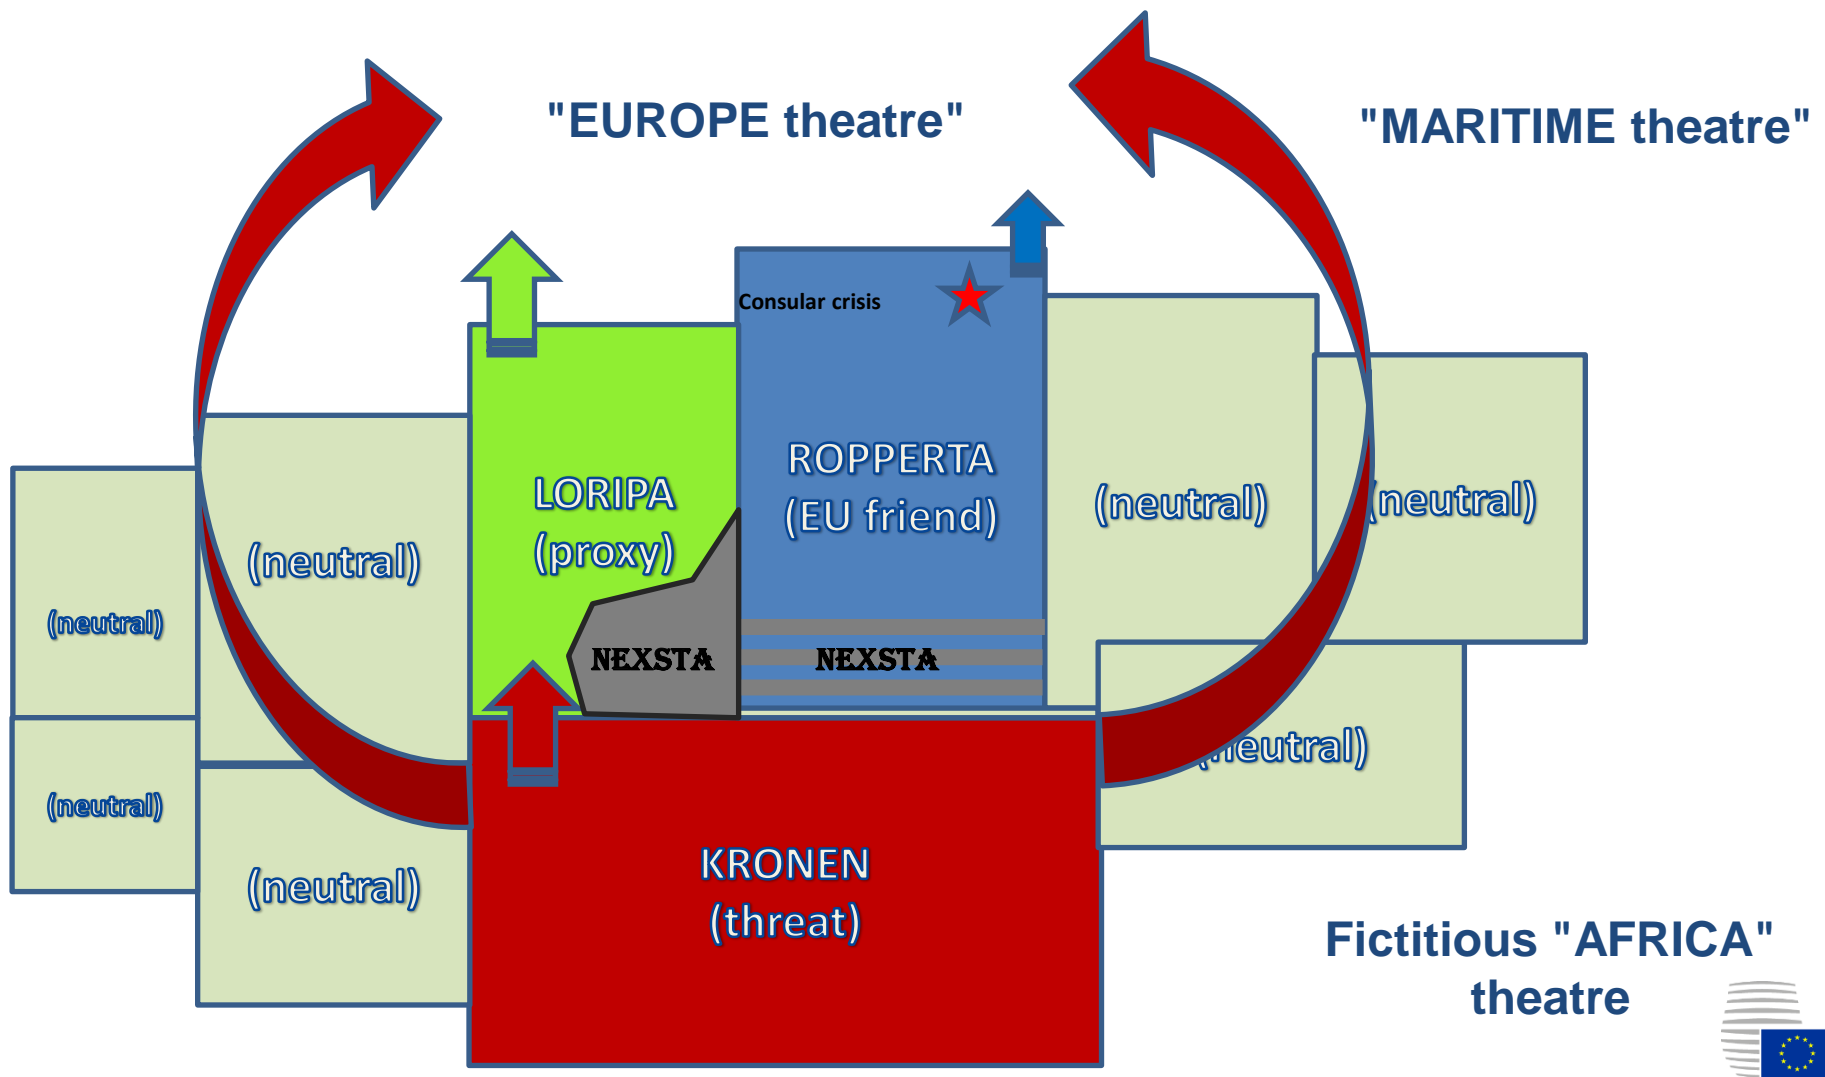 "EUROPE theatre"
"MARITIME theatre"
Consular crisis
ROPPERTA
(EU friend)
LORIPA
(proxy)
(neutral)
(neutral)
(neutral)
(neutral)
NEXSTA
NEXSTA
(neutral)
(neutral)
(neutral)
(neutral)
KRONEN
(threat)
Fictitious "AFRICA"
theatre